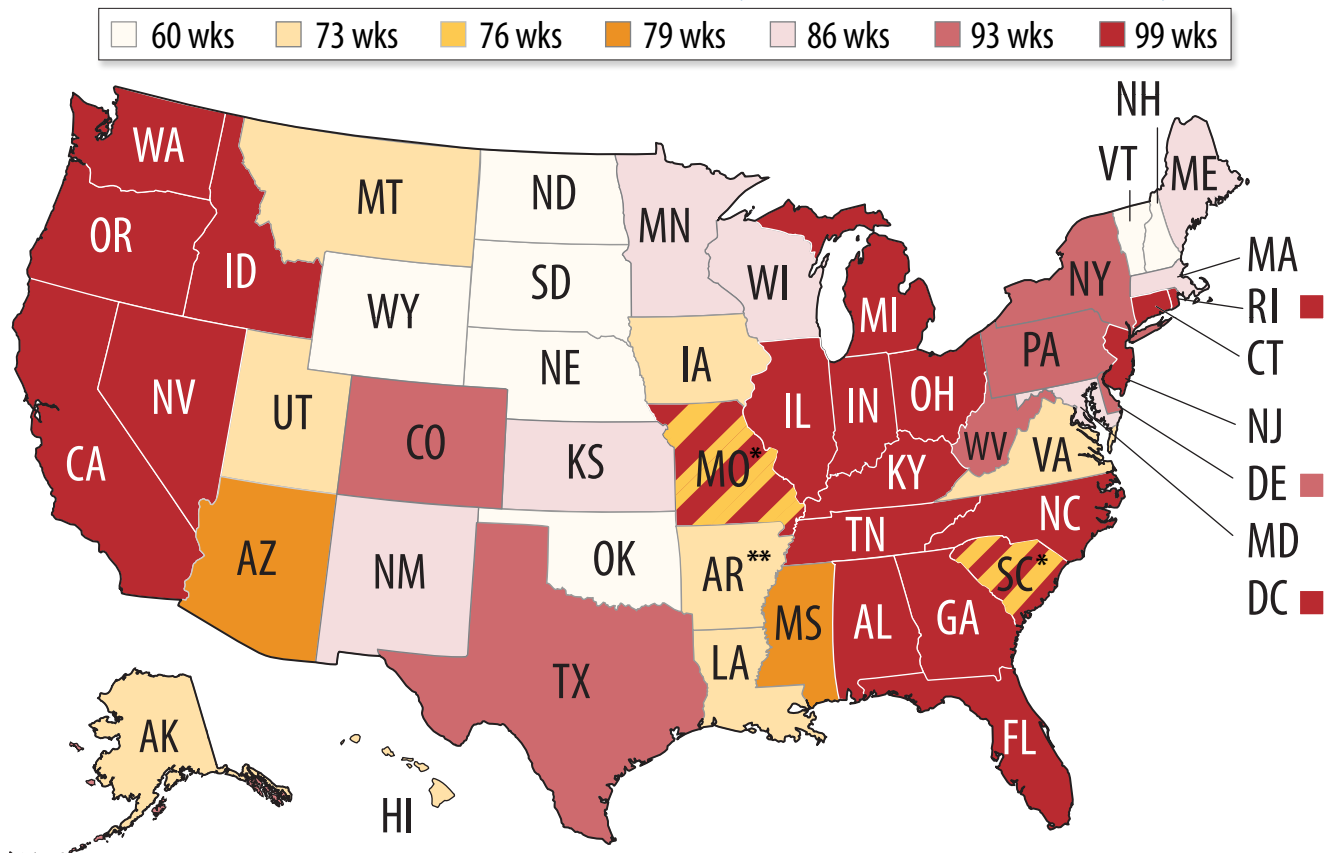 60 wks 73 wks 76 wks 79 wks 86 wks 93 wks 99 wks
NH
WA
VT
ME
MT
ND
OR
MN
MA
ID
SD
WI
NY
RI
WY
MI
PA
CT
NE
IA
NV
UT
IL
IN
OH
NJ
CO
WV
VA
CA
KS
MO*
KY
DE
NC
MD
AZ
NM
OK
AR**
TN
SC*
DC
MS
AL
GA
LA
TX
AK
FL
HI